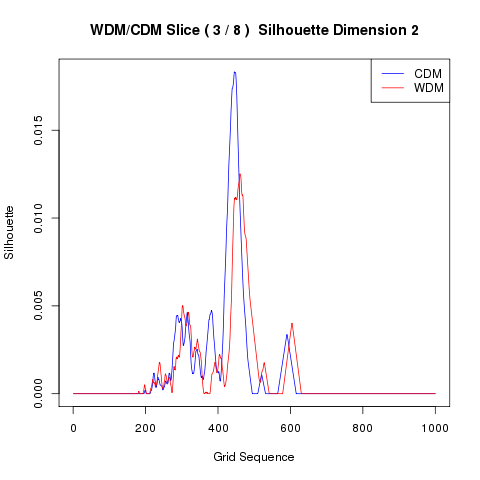 WDM/CDM Slice ( 3 / 8 )  Silhouette Dimension 2
CDM
WDM
Silhouette
0.015
0.010
0.005
0.000
0 200 400 600 800 1000
Grid Sequence